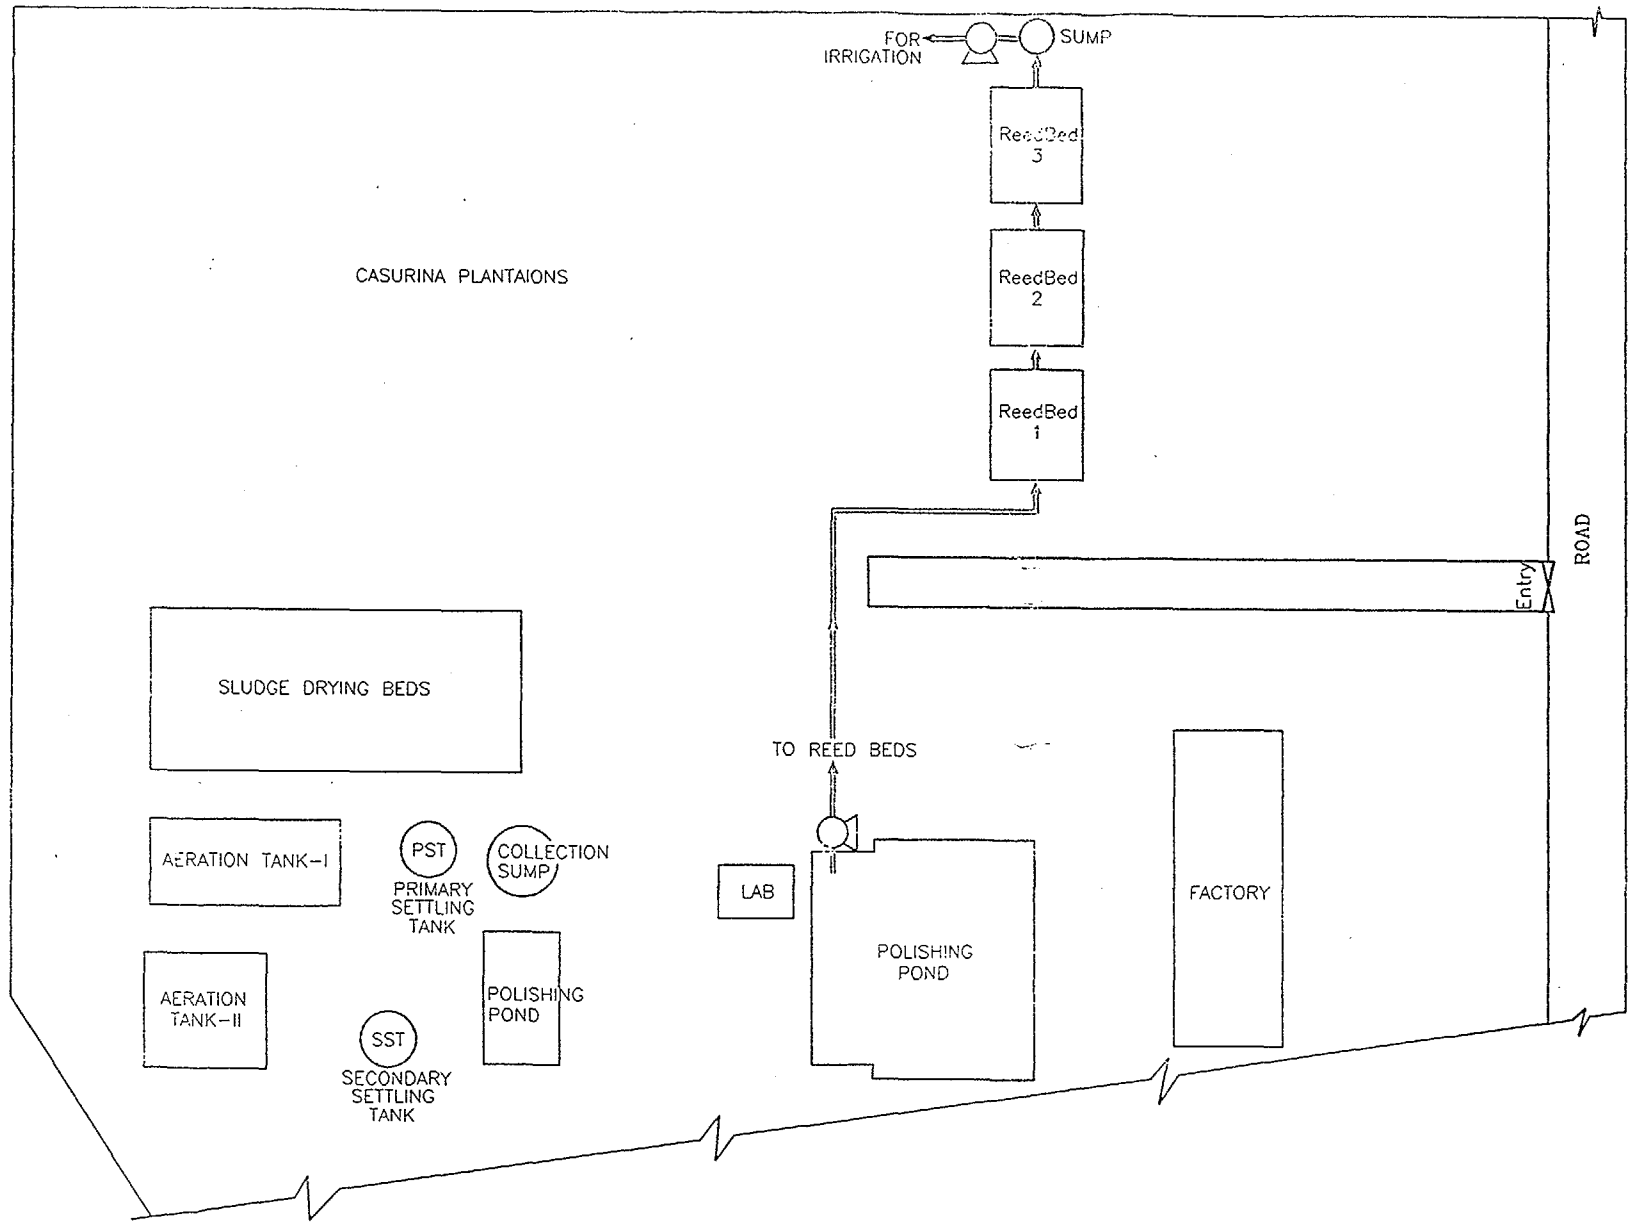 FOR
IRRIGATION
SUMP
ReedBed
3
CASURINA PLANTAIONS
ReedBed
2
ReedBed
1
ROAD
Entry
SLUDGE DRYING BEDS
TO REED BEDS
AERATION TANK-I
PST
PRIMARY
SETTLING
TANK
COLLECTION
SUMP
LAB
FACTORY
POLISHING
POND
AERATION
TANK-II
POLISHING
POND
SST
SECONDARY
SETTLING
TANK